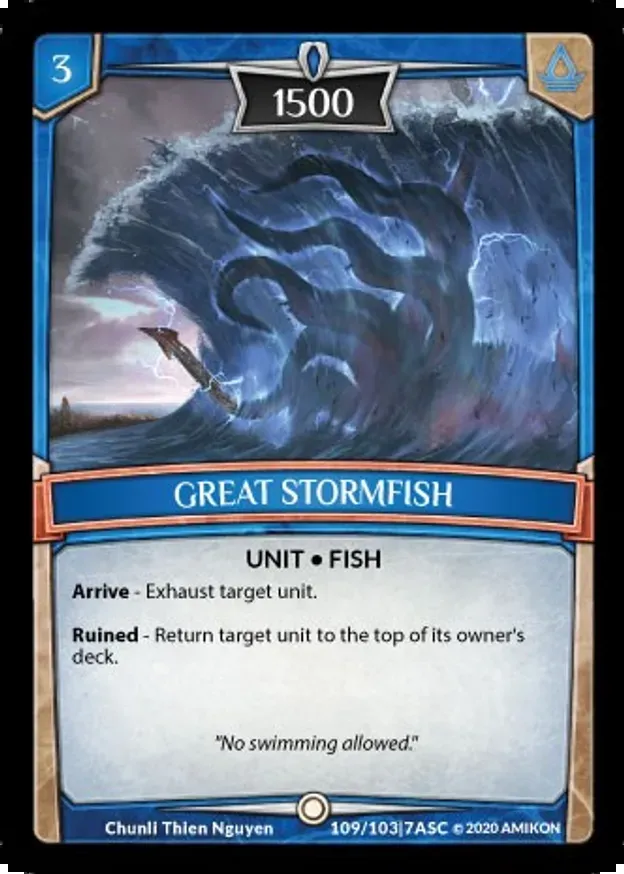 3
1500
GREAT STORMFISH
UNIT • FISH
Arrive - Exhaust target unit.
Ruined - Return target unit to the top of its owner's
deck.
"No swimming allowed."
Chunli Thien Nguyen 109/103|7ASC © 2020 AMIKON